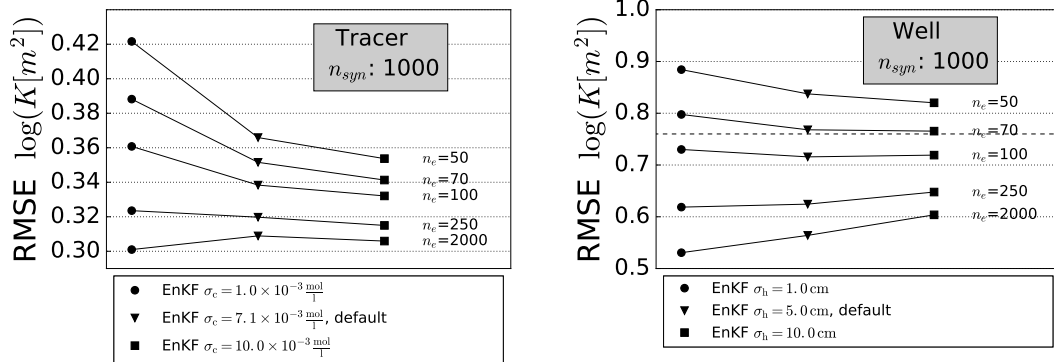 RMSE log(K[m²])
0.42
0.40
0.38
0.36
0.34
0.32
0.30
Tracer
n_syn: 1000
n_e=50
n_e=70
n_e=100
n_e=250
n_e=2000
EnKF σ_c = 1.0 × 10⁻³ mol/l
EnKF σ_c = 7.1 × 10⁻³ mol/l, default
EnKF σ_c = 10.0 × 10⁻³ mol/l
RMSE log(K[m²])
1.0
0.9
0.8
0.7
0.6
0.5
Well
n_syn: 1000
n_e=50
n_e=70
n_e=100
n_e=250
n_e=2000
EnKF σ_h = 1.0 cm
EnKF σ_h = 5.0 cm, default
EnKF σ_h = 10.0 cm